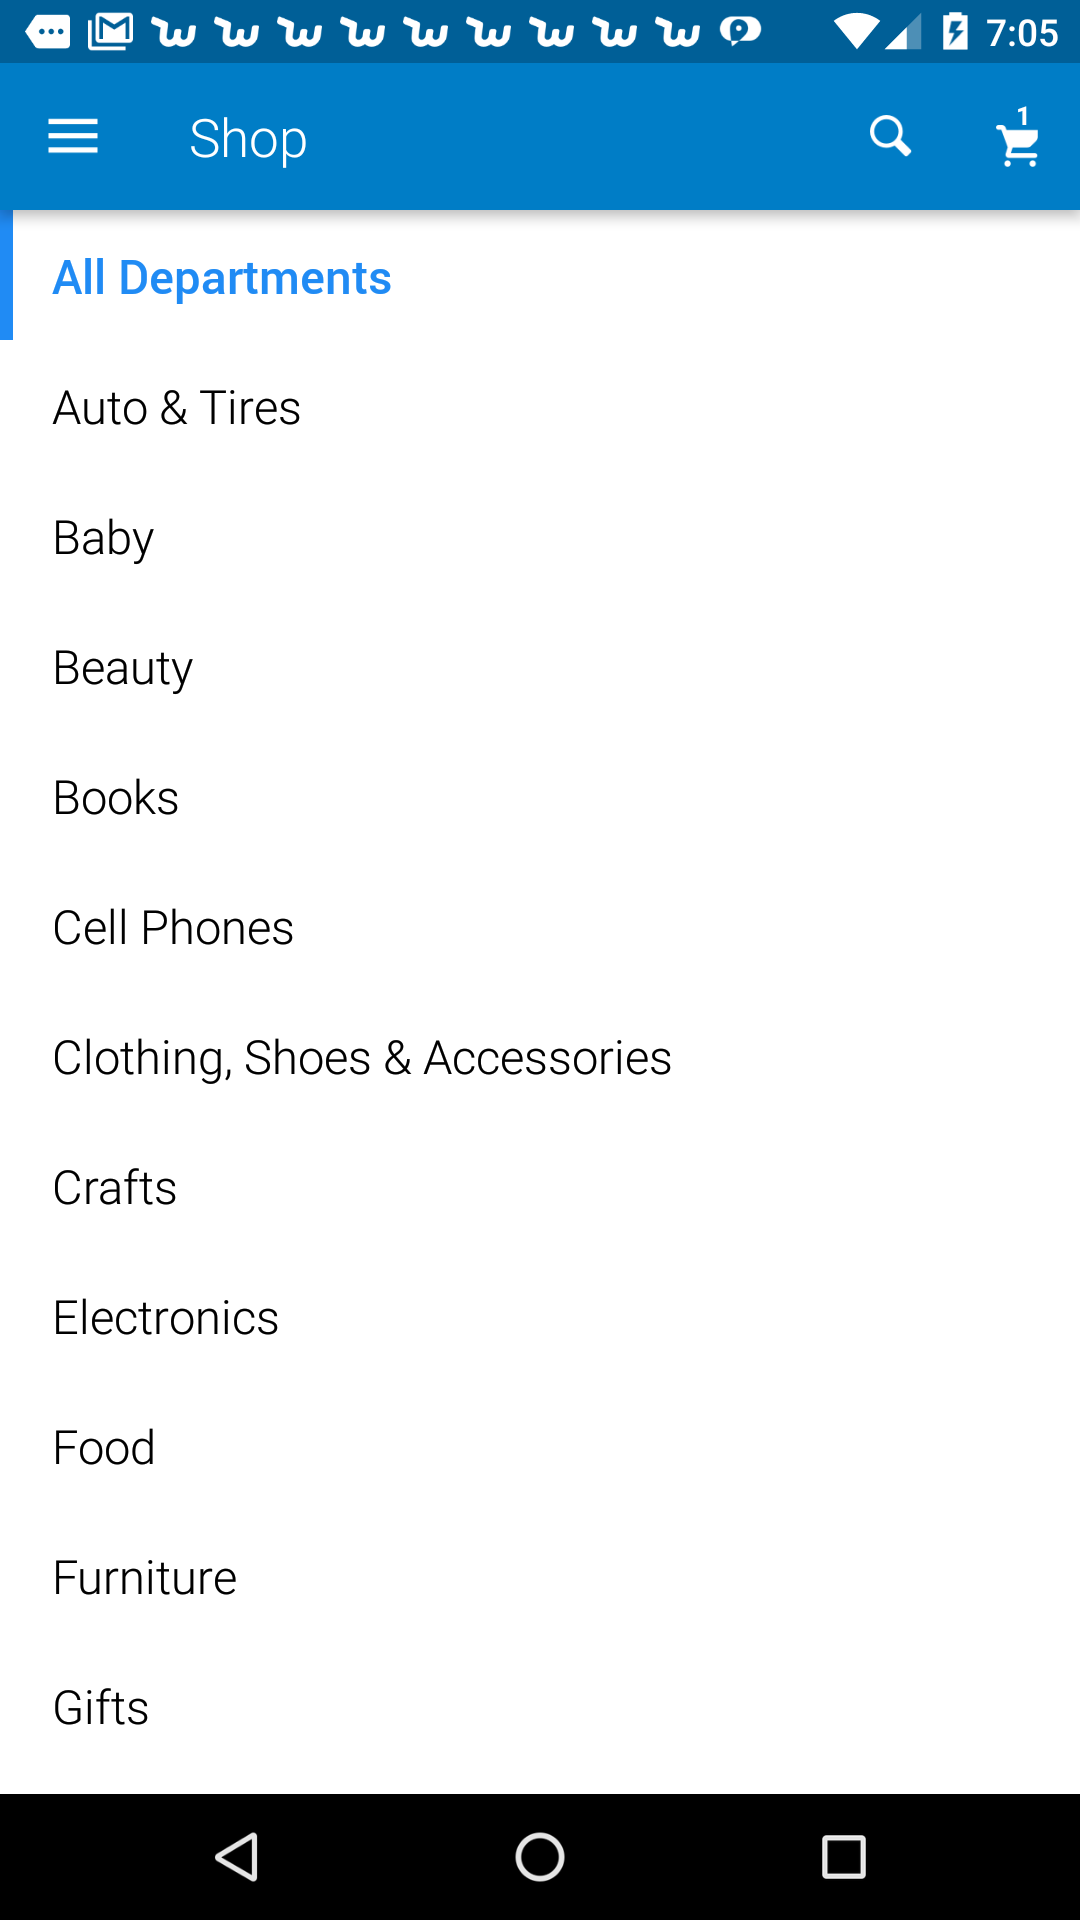 7:05
Shop
1
All Departments
Auto & Tires
Baby
Beauty
Books
Cell Phones
Clothing, Shoes & Accessories
Crafts
Electronics
Food
Furniture
Gifts